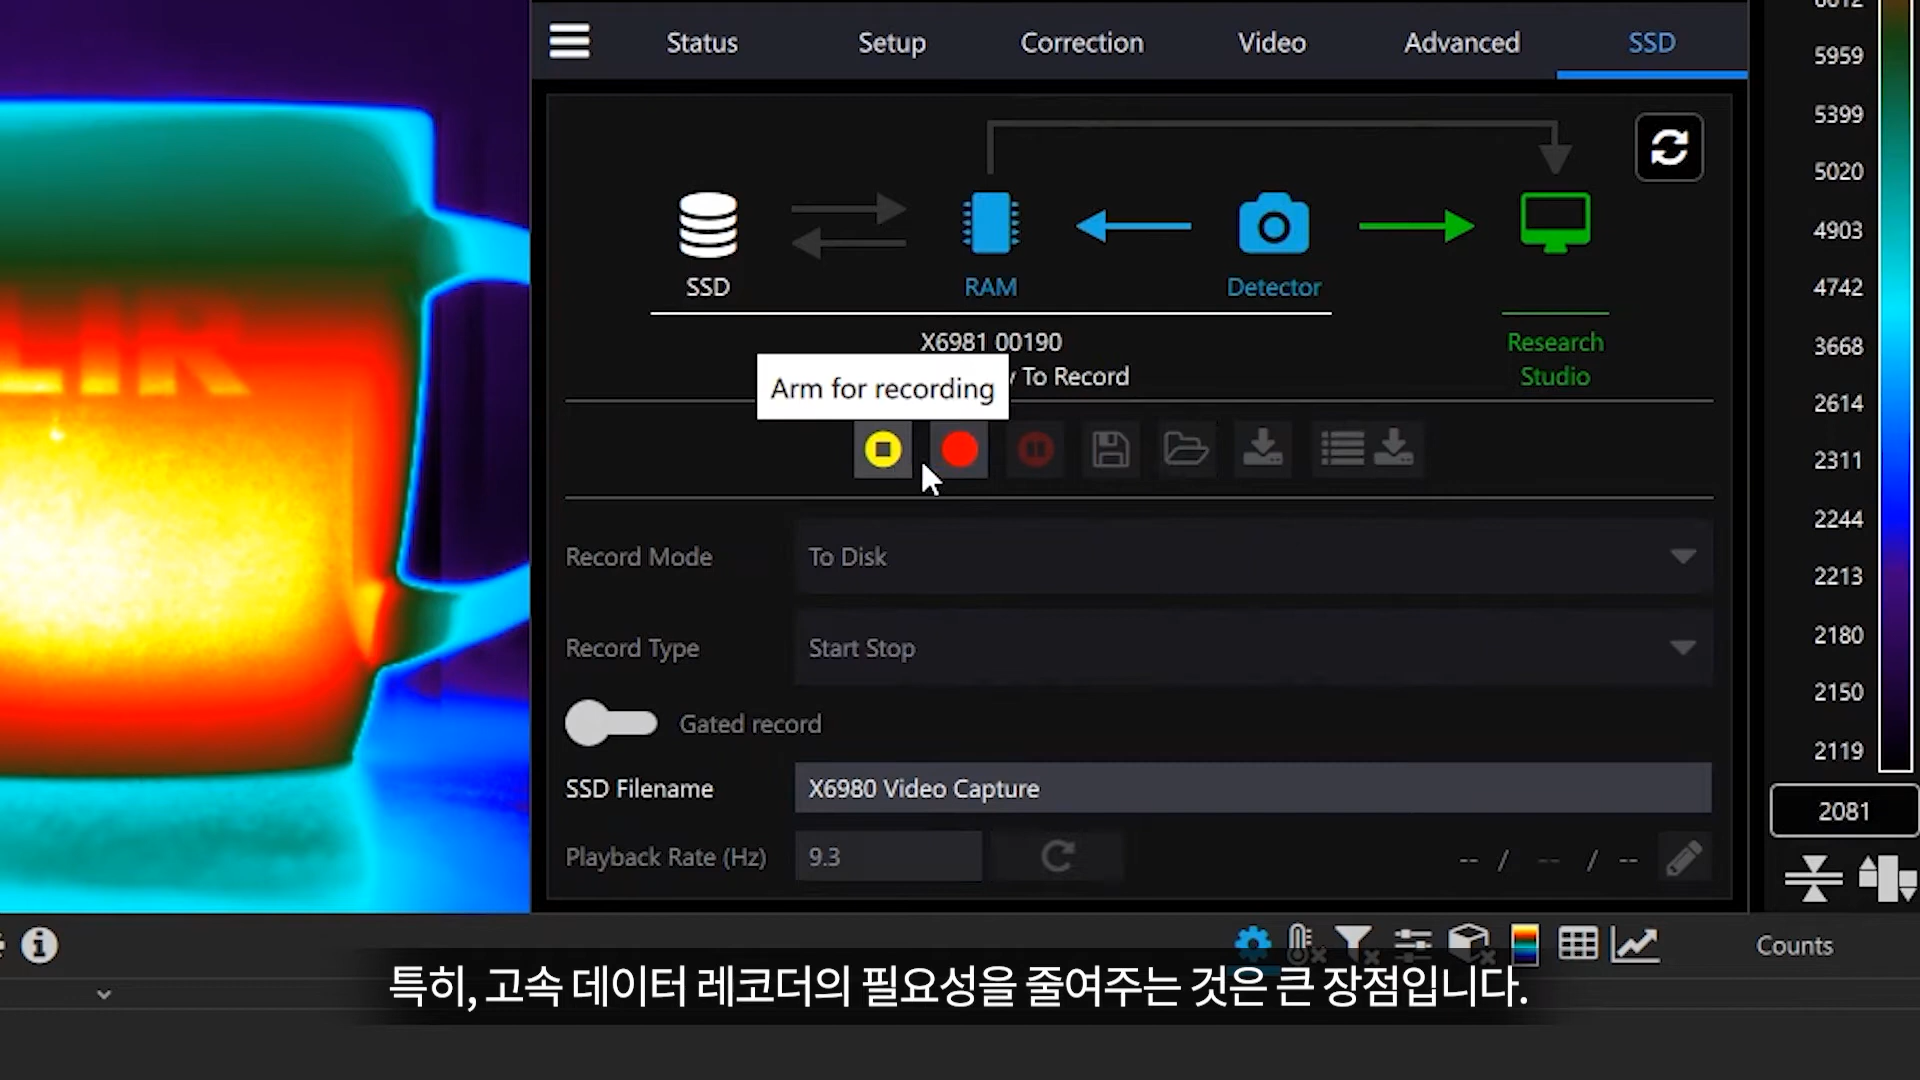 Status Setup Correction Video Advanced SSD
SSD RAM Detector
X6981 00190
Research
Studio
To Record
Arm for recording
Record Mode To Disk
Record Type Start Stop
Gated record
SSD Filename X6980 Video Capture
Playback Rate (Hz) 9.3 -- / -- / --
5959
5399
5020
4903
4742
3668
2614
2311
2244
2213
2180
2150
2119
2081
Counts
특히, 고속 데이터 레코더의 필요성을 줄여주는 것은 큰 장점입니다.